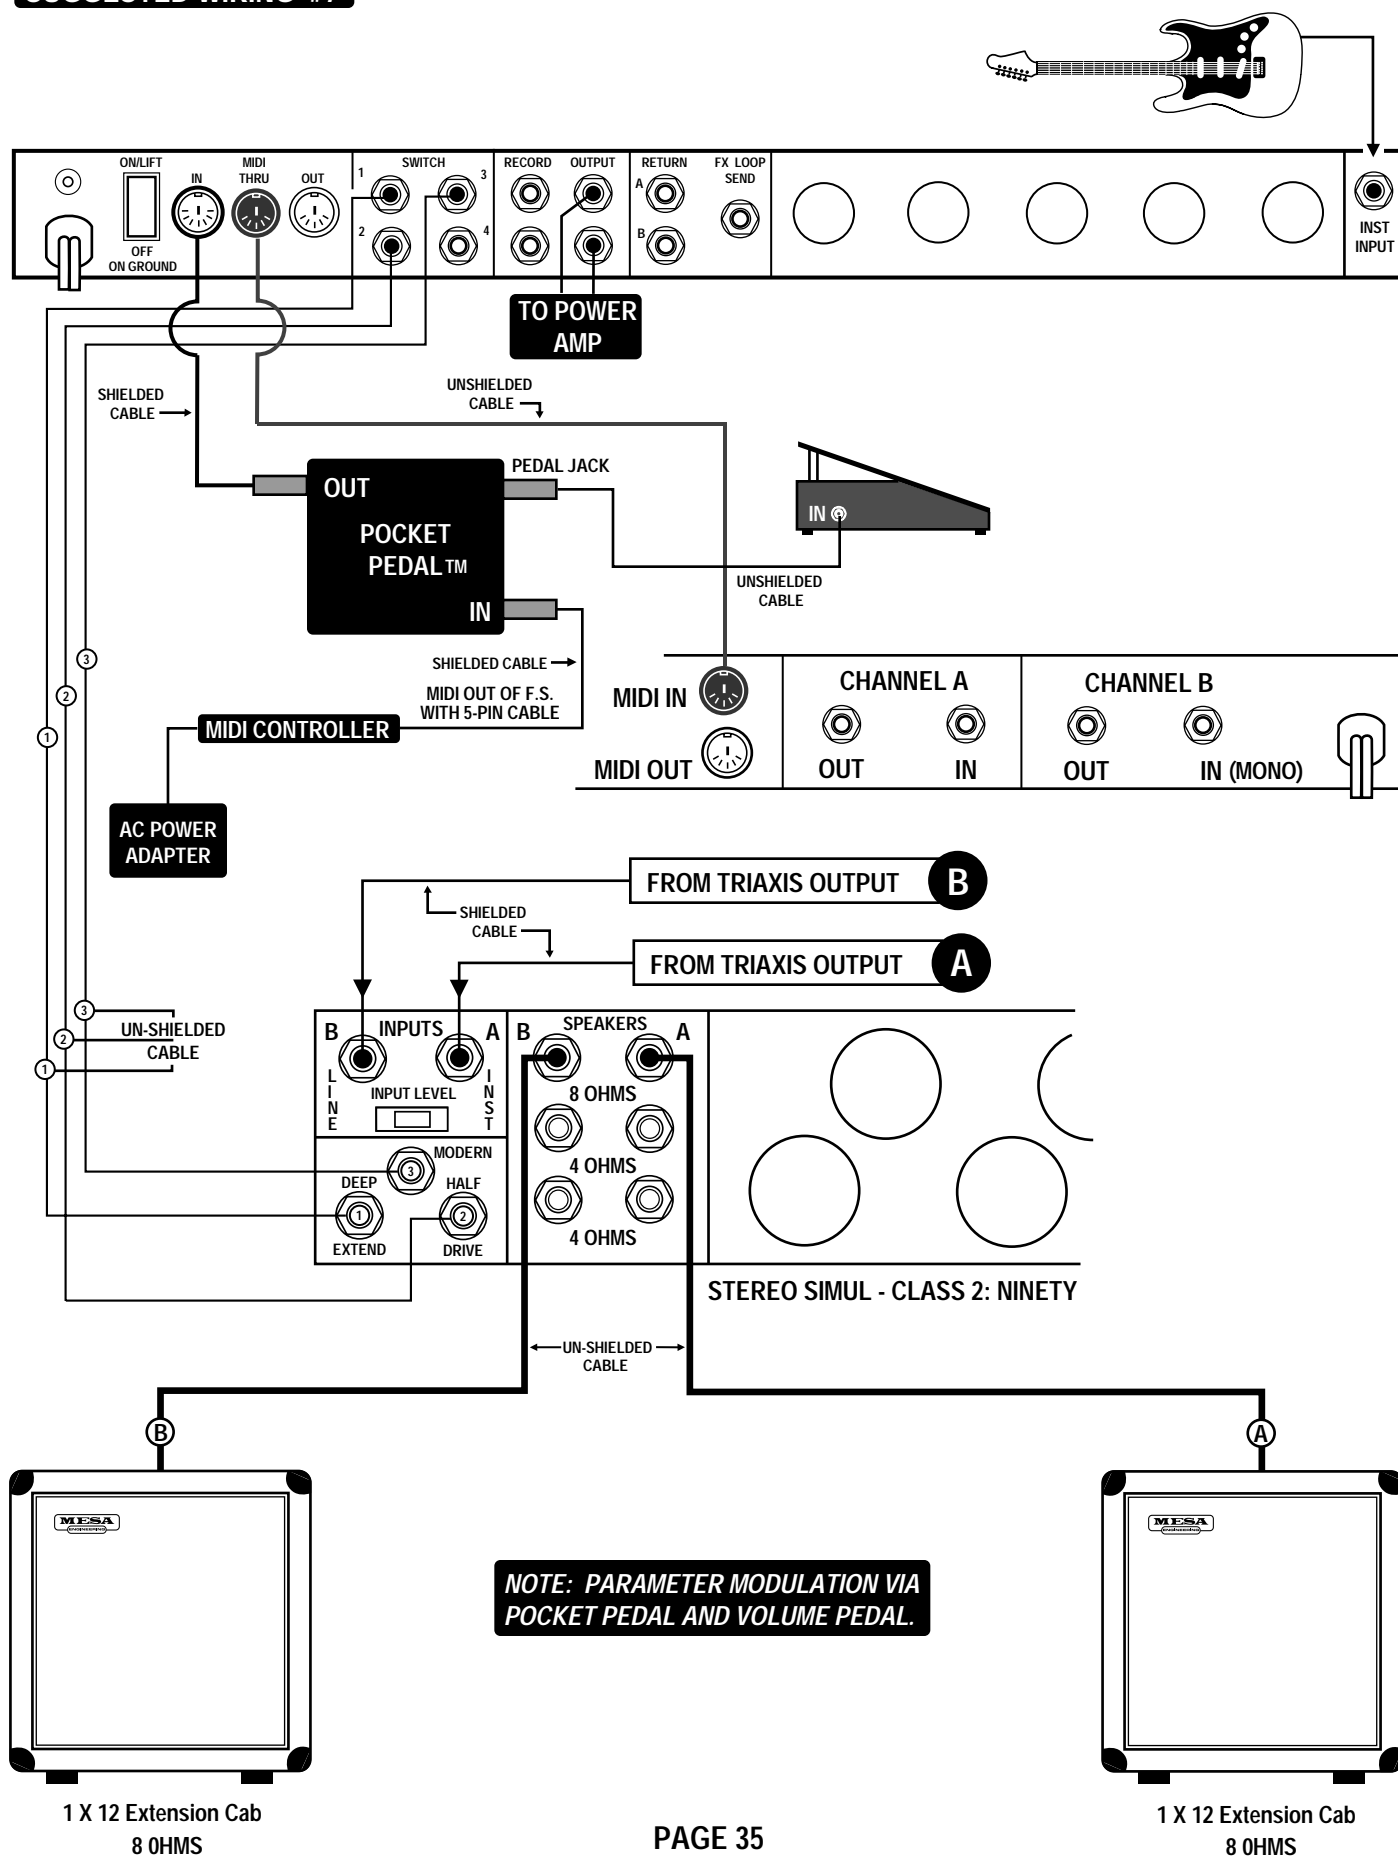 ON/LIFT
OFF
ON GROUND
MIDI
IN
THRU
OUT
SWITCH
1
3
2
4
RECORD
OUTPUT
RETURN
A
B
FX LOOP
SEND
INST
INPUT
TO POWER
AMP
SHIELDED
CABLE
UNSHIELDED
CABLE
OUT
POCKET
PEDAL TM
IN
PEDAL JACK
IN
UNSHIELDED
CABLE
SHIELDED CABLE
MIDI OUT OF F.S.
WITH 5-PIN CABLE
MIDI CONTROLLER
AC POWER
ADAPTER
3
2
1
MIDI IN
MIDI OUT
CHANNEL A
OUT
IN
CHANNEL B
OUT
IN (MONO)
FROM TRIAXIS OUTPUT B
SHIELDED
CABLE
FROM TRIAXIS OUTPUT A
3
2
1
UN-SHIELDED
CABLE
B
INPUTS
A
LINE
INPUT LEVEL
INST
MODERN
3
DEEP
1
EXTEND
HALF
2
DRIVE
B
SPEAKERS
A
8 OHMS
4 OHMS
4 OHMS
STEREO SIMUL - CLASS 2: NINETY
UN-SHIELDED
CABLE
B
A
MESA
ENGINEERING
MESA
ENGINEERING
NOTE: PARAMETER MODULATION VIA
POCKET PEDAL AND VOLUME PEDAL.
1 X 12 Extension Cab
8 0HMS
PAGE 35
1 X 12 Extension Cab
8 0HMS